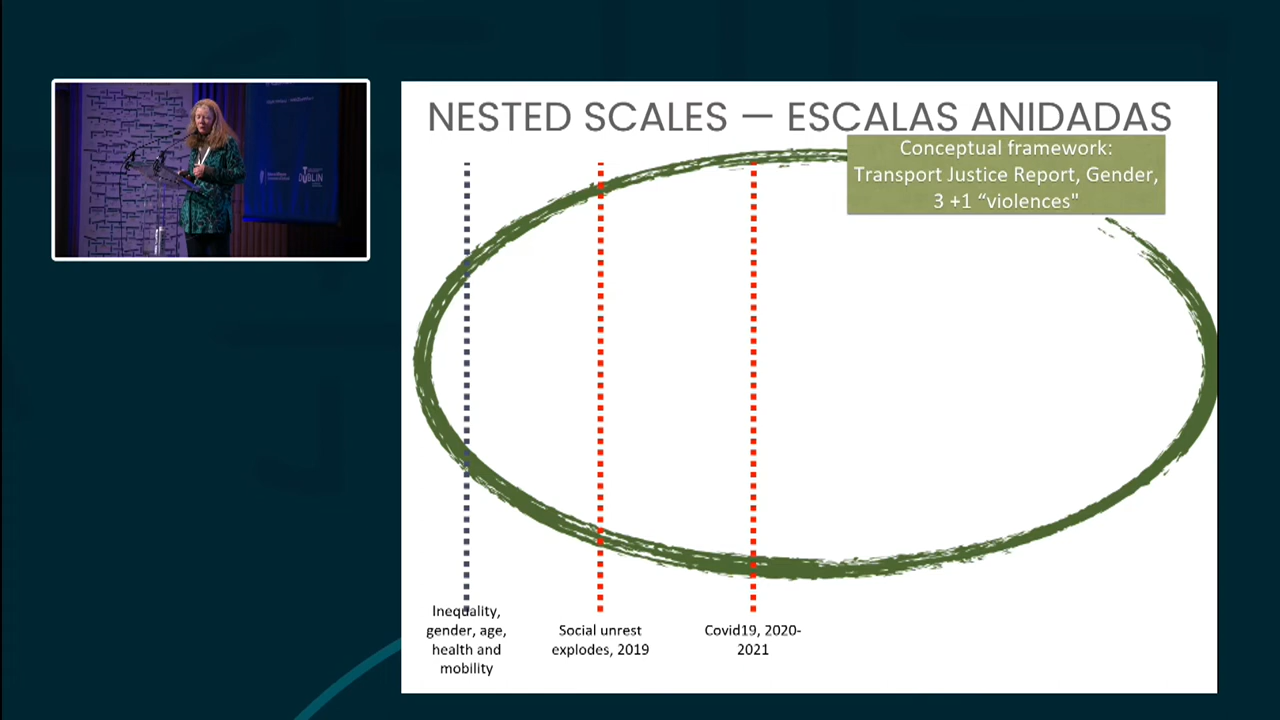 NESTED SCALES — ESCALAS ANIDADAS
Conceptual framework:
Transport Justice Report, Gender,
3 +1 “violences"
Inequality,
gender, age,
health and
mobility
Social unrest
explodes, 2019
Covid19, 2020-
2021
DUBLIN